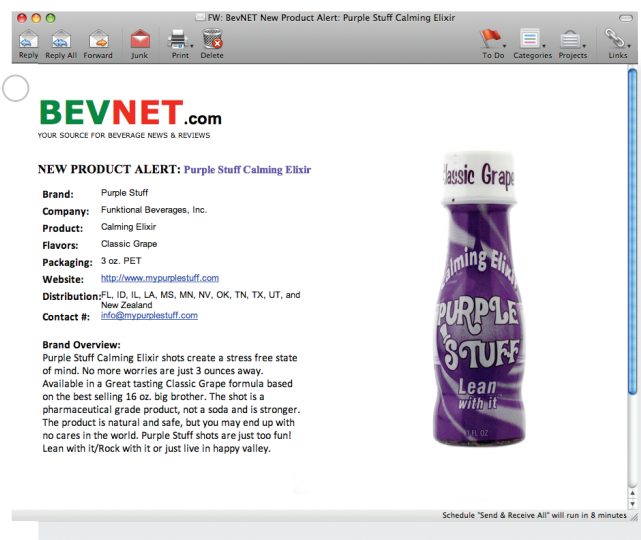 FW: BevNET New Product Alert: Purple Stuff Calming Elixir
Reply Reply All Forward Junk Print Delete To Do Categories Projects Links
BEVNET.com
YOUR SOURCE FOR BEVERAGE NEWS & REVIEWS
NEW PRODUCT ALERT: Purple Stuff Calming Elixir
Brand: Purple Stuff
Company: Funktional Beverages, Inc.
Product: Calming Elixir
Flavors: Classic Grape
Packaging: 3 oz. PET
Website: http://www.mypurplestuff.com
Distribution:FL, ID, IL, LA, MS, MN, NV, OK, TN, TX, UT, and
New Zealand
Contact #: info@mypurplestuff.com
Brand Overview:
Purple Stuff Calming Elixir shots create a stress free state
of mind. No more worries are just 3 ounces away.
Available in a Great tasting Classic Grape formula based
on the best selling 16 oz. big brother. The shot is a
pharmaceutical grade product, not a soda and is stronger.
The product is natural and safe, but you may end up with
no cares in the world. Purple Stuff shots are just too fun!
Lean with it/Rock with it or just live in happy valley.
lassic Grap
alming Elix
PURPLE
STUFF
Lean
with it
FL OZ
Schedule "Send & Receive All" will run in 8 minutes